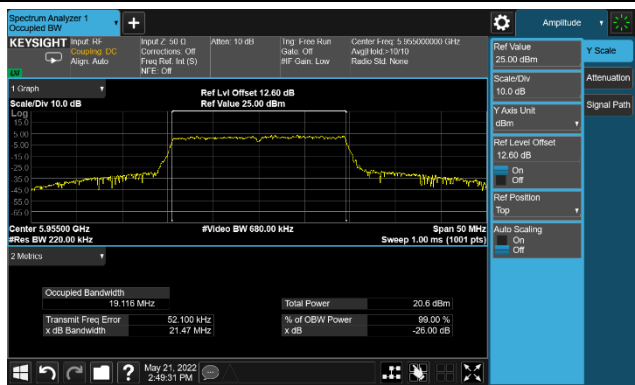 Spectrum Analyzer 1
Occupied BW
Amplitude
KEYSIGHT Input: RF Input Z: 50 Ω Atten: 10 dB Trig: Free Run Center Freq: 5.955000000 GHz
Coupling: DC Corrections: Off Gate: Off Avg|Hold:>10/10
Align: Auto Freq Ref: Int (S) #IF Gain: Low Radio Std: None
NFE: Off
LV
1 Graph
Ref Lvl Offset 12.60 dB
Scale/Div 10.0 dB Ref Value 25.00 dBm
Log
15.0
5.00
-5.00
-15.0
-25.0
-35.0
-45.0
-55.0
-65.0
Center 5.95500 GHz #Video BW 680.00 kHz Span 50 MHz
#Res BW 220.00 kHz Sweep 1.00 ms (1001 pts)
2 Metrics
Occupied Bandwidth
19.116 MHz Total Power 20.6 dBm
Transmit Freq Error 52.100 kHz % of OBW Power 99.00 %
x dB Bandwidth 21.47 MHz x dB -26.00 dB
?
May 21, 2022
2:49:31 PM
Ref Value
25.00 dBm
Scale/Div
10.0 dB
Y Axis Unit
dBm
Ref Level Offset
12.60 dB
On
Off
Ref Position
Top
Auto Scaling
On
Off
Y Scale
Attenuation
Signal Path